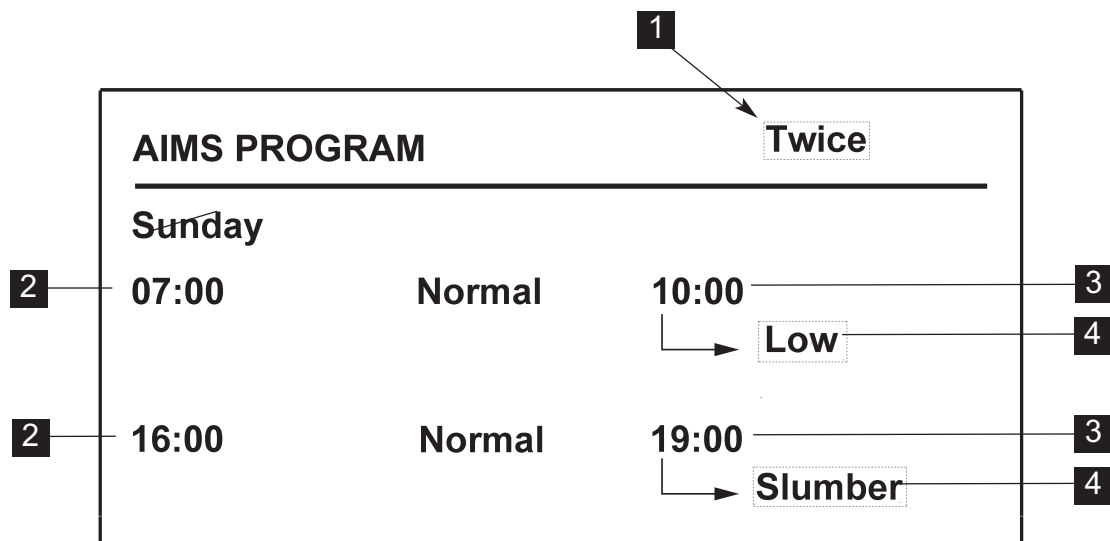 1
AIMS PROGRAM Twice
Sunday
2 07:00 Normal 10:00 3
Low 4
2 16:00 Normal 19:00 3
Slumber 4